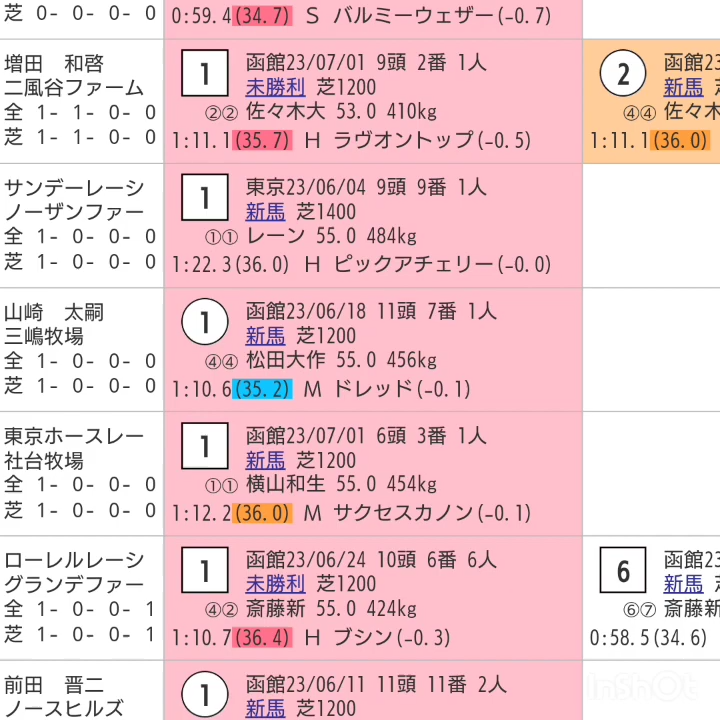 芝 0- 0- 0- 0
0:59.4(34.7) S バルミーウェザー(-0.7)
増田 和啓
二風谷ファーム
全 1- 1- 0- 0
芝 1- 1- 0- 0
1 函館23/07/01 9頭 2番 1人
未勝利 芝1200
②② 佐々木大 53.0 410kg
1:11.1(35.7) H ラヴオントップ(-0.5)
2 函館23
新馬
④④ 佐々木
1:11.1(36.0)
サンデーレーシ
ノーザンファー
全 1- 0- 0- 0
芝 1- 0- 0- 0
1 東京23/06/04 9頭 9番 1人
新馬 芝1400
①① レーン 55.0 484kg
1:22.3(36.0) H ピックアチェリー(-0.0)
山崎 太嗣
三嶋牧場
全 1- 0- 0- 0
芝 1- 0- 0- 0
1 函館23/06/18 11頭 7番 1人
新馬 芝1200
④④ 松田大作 55.0 456kg
1:10.6(35.2) M ドレッド(-0.1)
東京ホースレー
社台牧場
全 1- 0- 0- 0
芝 1- 0- 0- 0
1 函館23/07/01 6頭 3番 1人
新馬 芝1200
①① 横山和生 55.0 454kg
1:12.2(36.0) M サクセスカノン(-0.1)
ローレルレーシ
グランデファー
全 1- 0- 0- 1
芝 1- 0- 0- 1
1 函館23/06/24 10頭 6番 6人
未勝利 芝1200
④② 斎藤新 55.0 424kg
1:10.7(36.4) H ブシン(-0.3)
6 函館23
新馬
⑥⑦ 斎藤新
0:58.5(34.6)
前田 晋二
ノースヒルズ
1 函館23/06/11 11頭 11番 2人
新馬 芝1200
InShOt